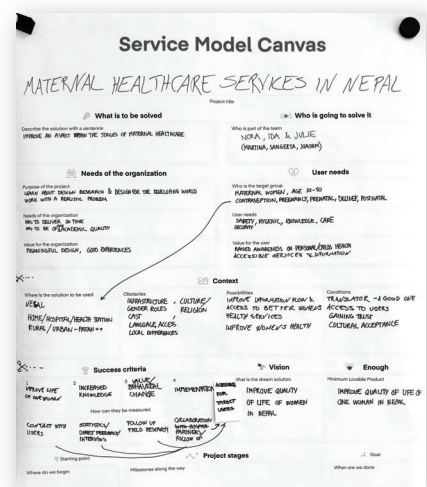 Service Model Canvas
MATERNAL HEALTHCARE SERVICES IN NEPAL
Project title
What is to be solved
Describe the solution with a sentence
IMPROVE AN ASPECT WITHIN THE STAGES OF MATERNAL HEALTHCARE
Who is going to solve it
Who is part of the team
NORA, IDA & JULIE
(MARTINA, SANGEETA, JOACHIM)
Needs of the organization
Purpose of the project
LEARN ABOUT DESIGN RESEARCH & DESIGN FOR THE DEVELOPING WORLD
WORK WITH A REALISTIC PROBLEM
Needs of the organization
HAS TO DELIVER ON TIME
HAS TO BE OF ACADEMIC QUALITY
Value for the organization
MEANINGFUL DESIGN, GOOD EXPERIENCES
User needs
Who is the target group
MATERNAL WOMEN, AGE 10-50
CONTRACEPTION, PREGNANCY, PRENATAL, DELIVER, POSTNATAL
User needs
SAFETY, HYGIENIC, KNOWLEDGE, CARE
SECURITY
Value for the user
RAISED AWARENESS ON PERSONAL/CHILD HEALTH
ACCESSIBLE SERVICES & INFORMATION
Context
Where is the solution to be used
NEPAL
HOME/HOSPITAL/HEALTH STATION
RURAL / URBAN - PATAN
Obstacles
INFRASTRUCTURE, CULTURE/
GENDER ROLES RELIGION
CAST
LANGUAGE, ACCESS
LOCAL DIFFERENCES
Possibilities
IMPROVE INFORMATION FLOW &
ACCESS TO BETTER WOMENS
HEALTH SERVICES
IMPROVE WOMEN'S HEALTH
Conditions
TRANSLATOR - A GOOD ONE
ACCESS TO USERS
GAINING TRUST
CULTURAL ACCEPTANCE
Success criteria
1
IMPROVE LIFE
OF ONE WOMAN
2
INCREASED
KNOWLEDGE
3
VALUE/
BEHAVIORAL
CHANGE
4
IMPLEMENTATION
ACCESSIBLE
FOR
TARGET
USERS
How can they be measured
CONTACT WITH
USERS
STATISTICS/
DIRECT FEEDBACK/
INTERVIEWS
FOLLOW UP
FIELD RESEARCH
COLLABORATION
PARTNERS/
FOLLOW UP
Vision
What is the dream solution
IMPROVE QUALITY
OF LIFE OF WOMEN
IN NEPAL
Enough
Minimum Lovable Product
IMPROVE QUALITY OF LIFE OF
ONE WOMAN IN NEPAL
Starting point
Where do we begin
Project stages
Milestones along the way
Goal
When are we done